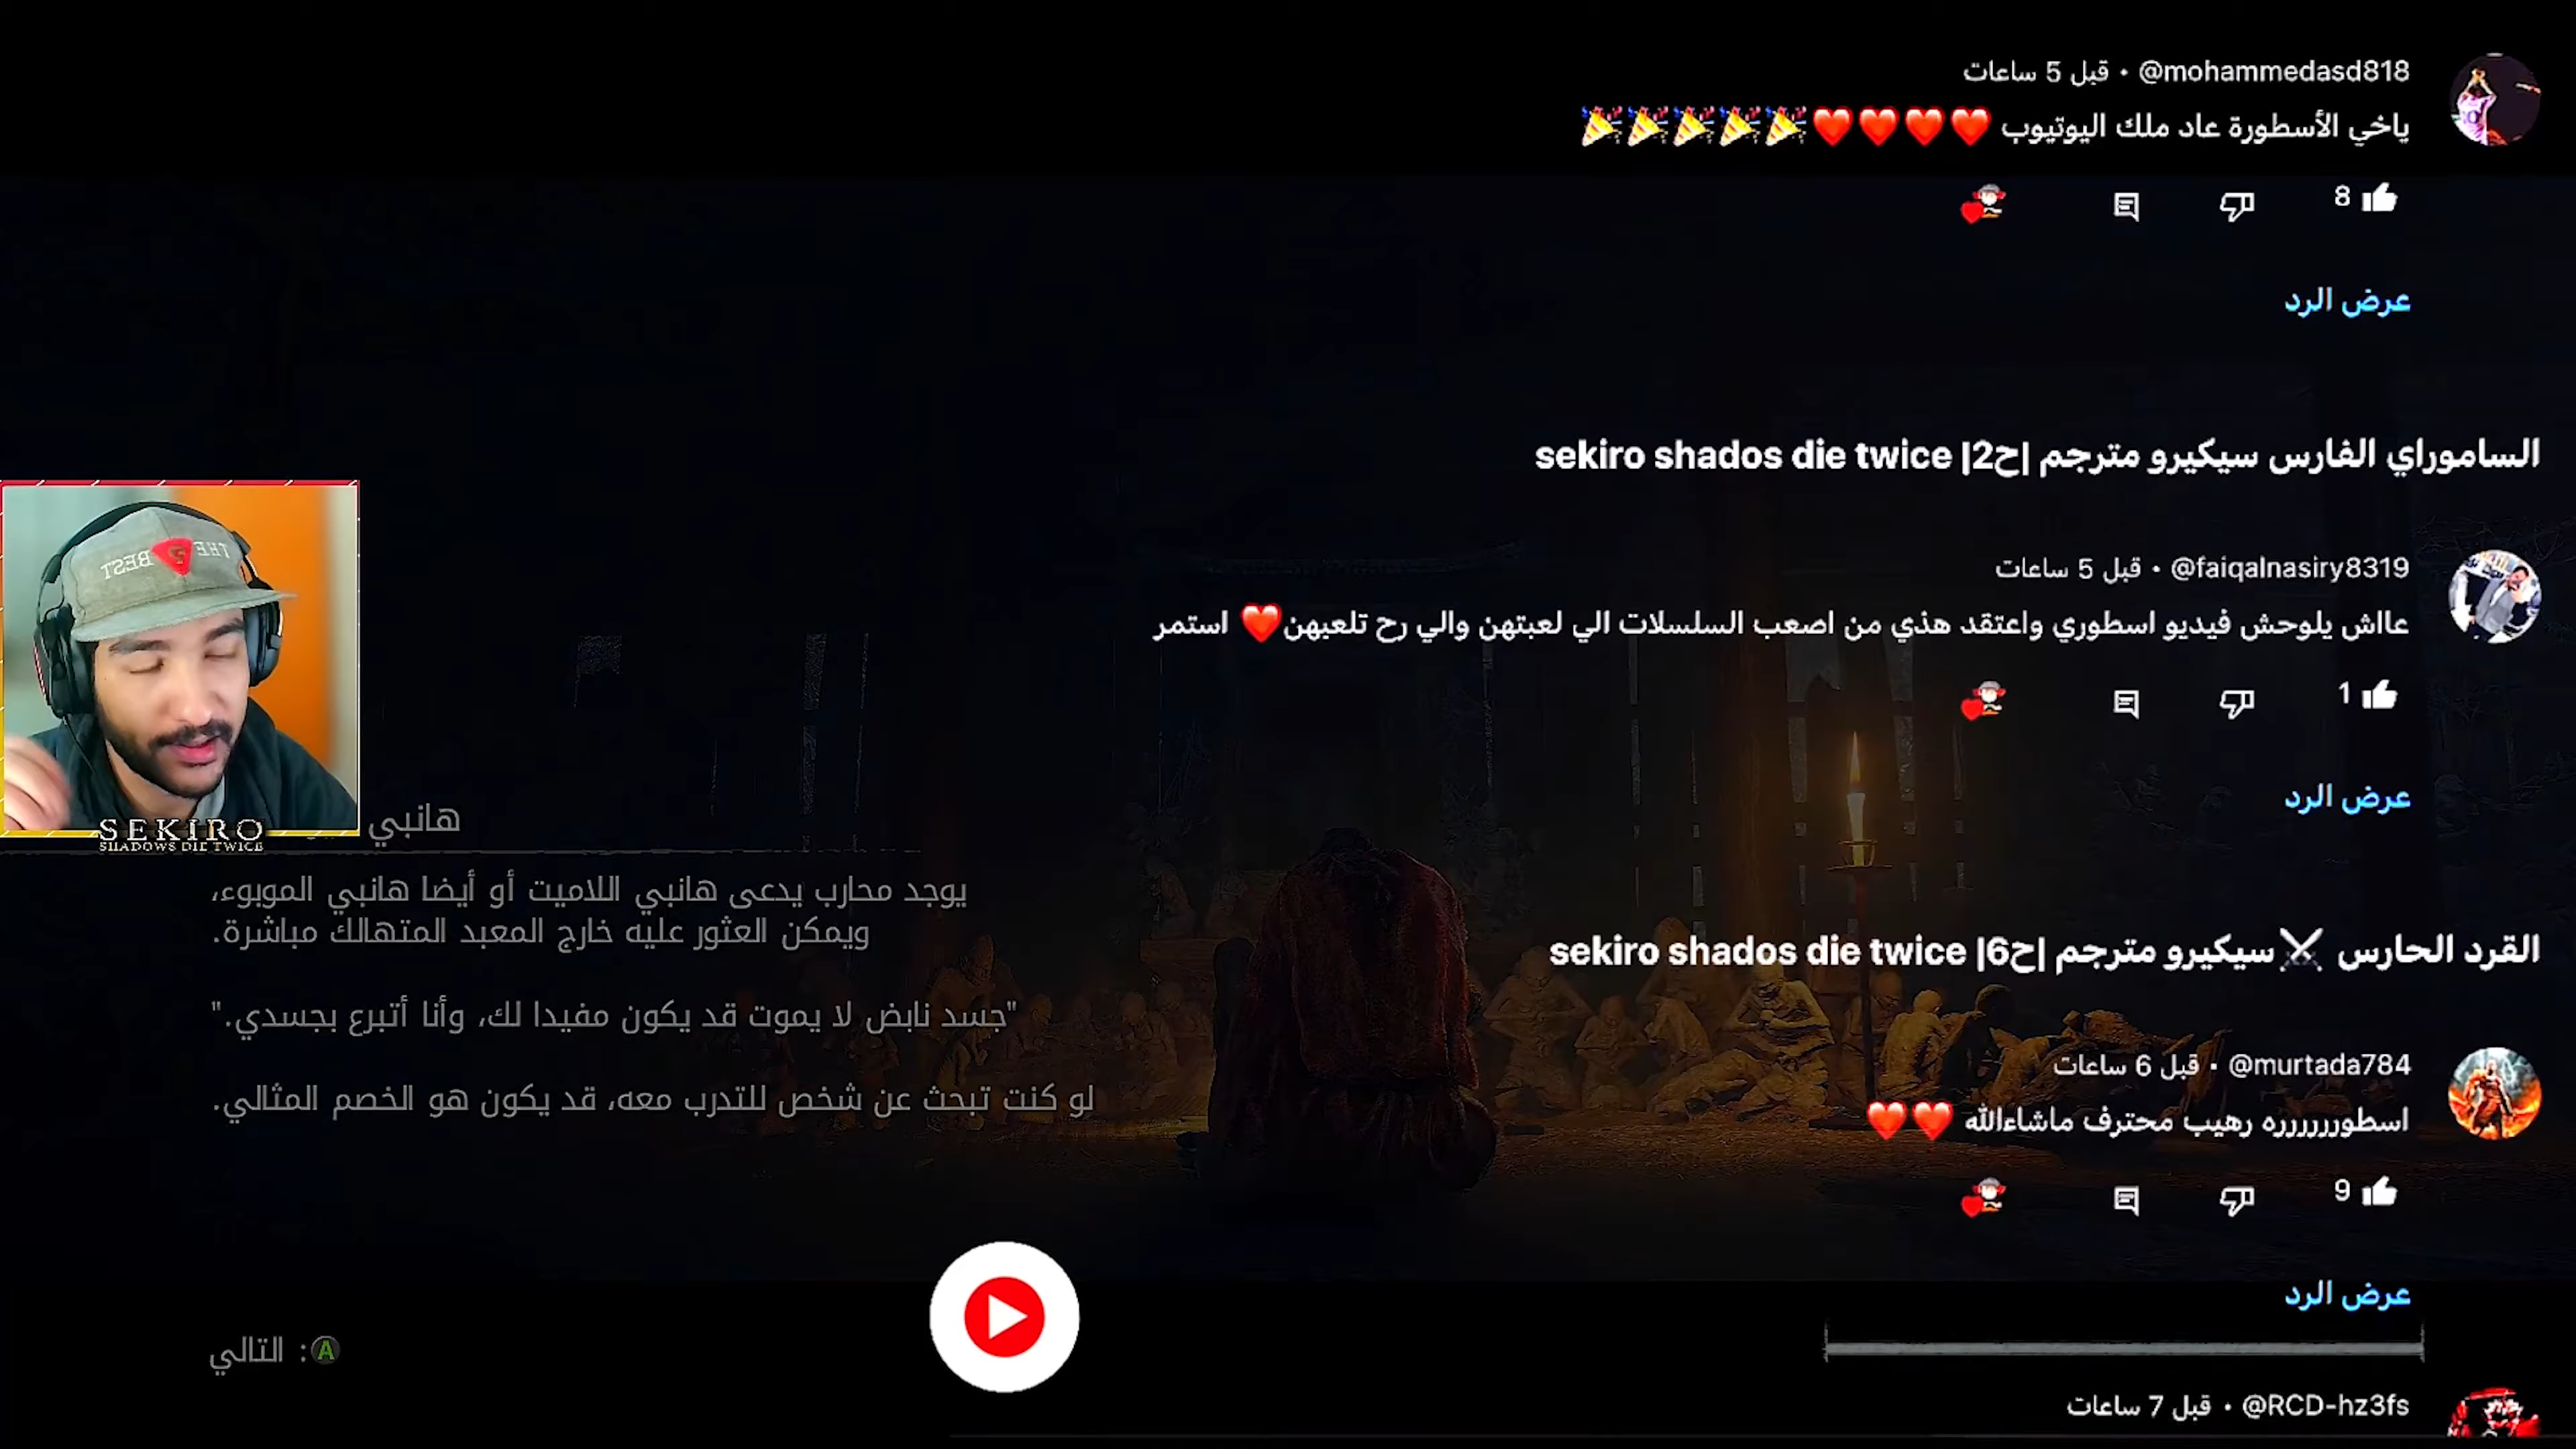 @mohammedasd818 • قبل 5 ساعات
ياخي الأسطورة عاد ملك اليوتيوب ❤️❤️❤️❤️🎉🎉🎉🎉🎉
8
عرض الرد
الساموراي الفارس سيكيرو مترجم |ح2| sekiro shados die twice
@faiqalnasiry8319 • قبل 5 ساعات
عااش يلوحش فيديو اسطوري واعتقد هذي من اصعب السلسلات الي لعبتهن والي رح تلعبهن❤️ استمر
1
عرض الرد
القرد الحارس ⚔️سيكيرو مترجم |ح6| sekiro shados die twice
@murtada784 • قبل 6 ساعات
اسطورررررره رهيب محترف ماشاءالله ❤️❤️
9
عرض الرد
@RCD-hz3fs • قبل 7 ساعات
THE BEST
SEKIRO
SHADOWS DIE TWICE
هانبي
يوجد محارب يدعى هانبي اللاميت أو أيضا هانبي الموبوء،
ويمكن العثور عليه خارج المعبد المتهالك مباشرة.
"جسد نابض لا يموت قد يكون مفيدا لك، وأنا أتبرع بجسدي."
لو كنت تبحث عن شخص للتدرب معه، قد يكون هو الخصم المثالي.
A: التالي